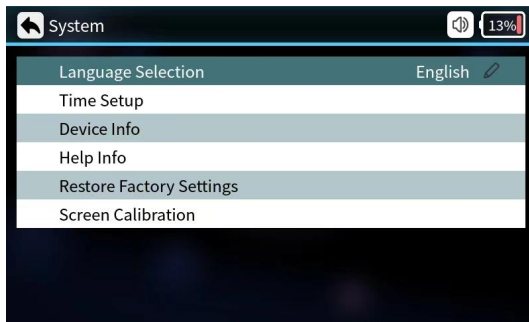 System
13%
Language Selection English
Time Setup
Device Info
Help Info
Restore Factory Settings
Screen Calibration